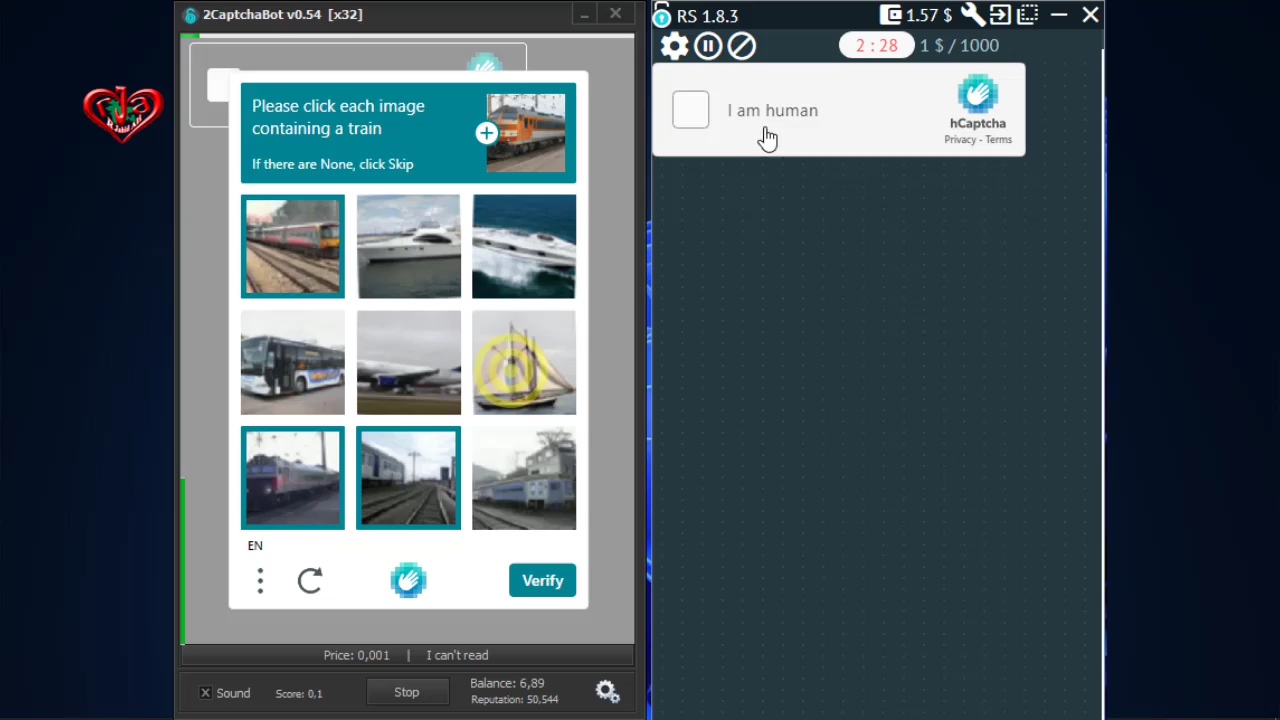 2CaptchaBot v0.54 [x32]
Please click each image
containing a train
If there are None, click Skip
EN
Verify
Price: 0,001 | I can't read
Sound
Score: 0,1
Stop
Balance: 6,89
Reputation: 50,544
RS 1.8.3
1.57 $
2 : 28
1 $ / 1000
I am human
hCaptcha
Privacy - Terms